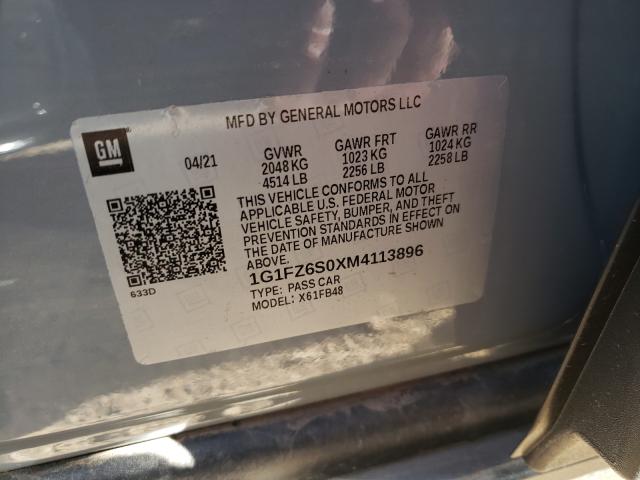 MFD BY GENERAL MOTORS LLC
GM
04/21
GVWR GAWR FRT GAWR RR
2048 KG 1023 KG 1024 KG
4514 LB 2256 LB 2258 LB
THIS VEHICLE CONFORMS TO ALL
APPLICABLE U.S. FEDERAL MOTOR
VEHICLE SAFETY, BUMPER, AND THEFT
PREVENTION STANDARDS IN EFFECT ON
THE DATE OF MANUFACTURE SHOWN
ABOVE.
633D
1G1FZ6S0XM4113896
TYPE: PASS CAR
MODEL: X61FB48